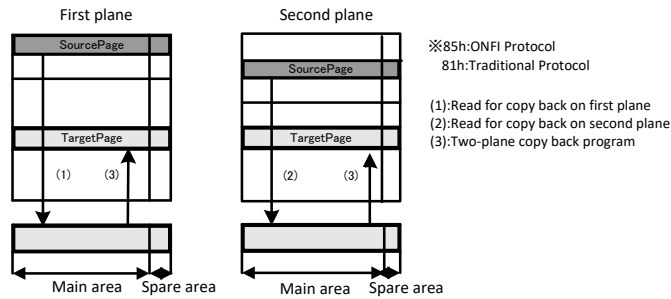 First plane
SourcePage
TargetPage
(1)
(3)
Main area
Spare area
Second plane
SourcePage
TargetPage
(2)
(3)
Main area
Spare area
※85h:ONFI Protocol
81h:Traditional Protocol
(1):Read for copy back on first plane
(2):Read for copy back on second plane
(3):Two-plane copy back program